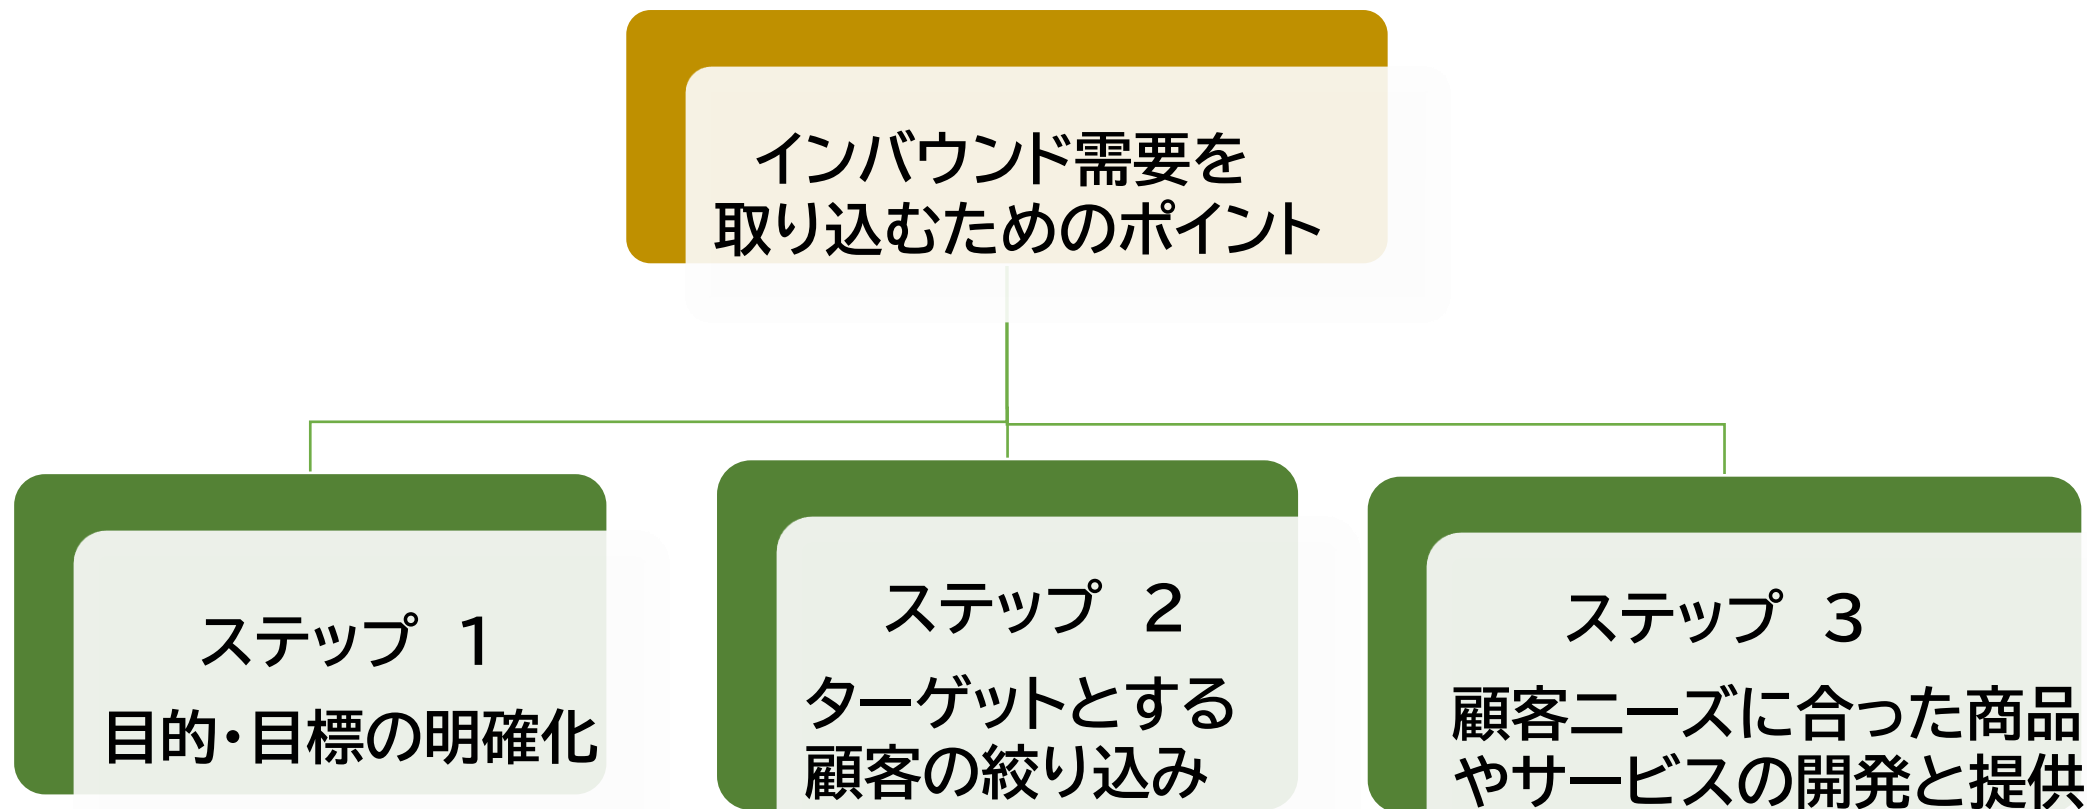 インバウンド需要を
取り込むためのポイント
ステップ　1
目的・目標の明確化
ステップ　2
ターゲットとする
顧客の絞り込み
ステップ　3
顧客ニーズに合った商品
やサービスの開発と提供